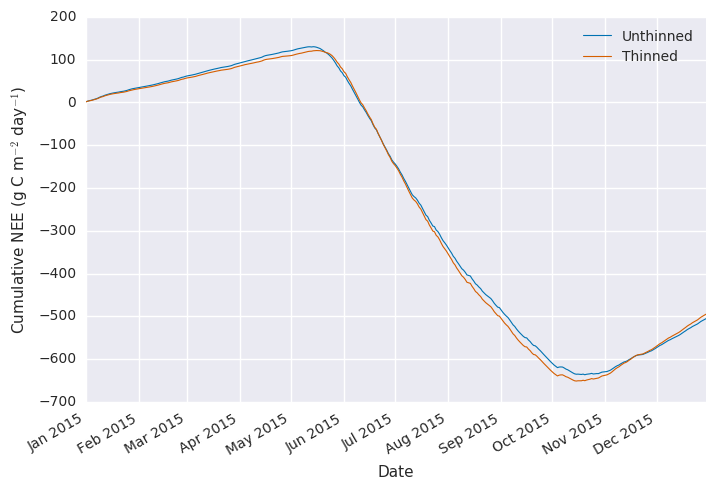 200
100
0
−100
−200
−300
−400
−500
−600
−700
Cumulative NEE (g C m⁻² day⁻¹)
Unthinned
Thinned
Jan 2015
Feb 2015
Mar 2015
Apr 2015
May 2015
Jun 2015
Jul 2015
Aug 2015
Sep 2015
Oct 2015
Nov 2015
Dec 2015
Date